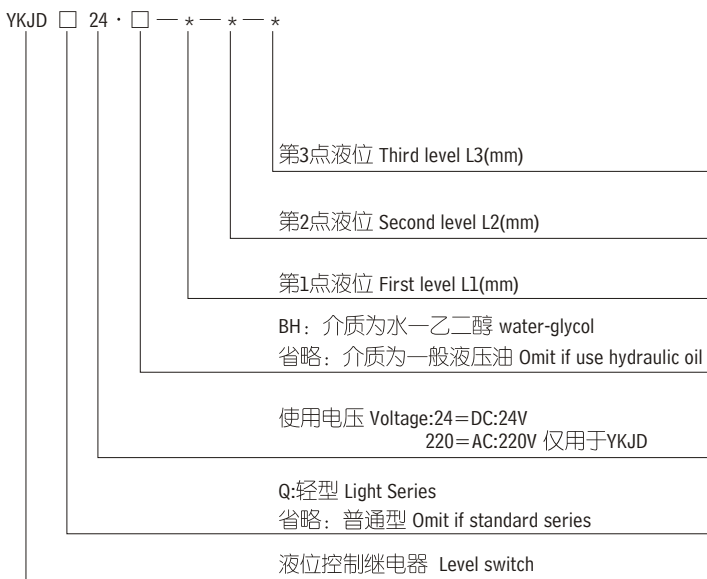 YKJD □ 24 · □ — * — * — *
第3点液位 Third level L3(mm)
第2点液位 Second level L2(mm)
第1点液位 First level L1(mm)
BH：介质为水一乙二醇 water-glycol
省略：介质为一般液压油 Omit if use hydraulic oil
使用电压 Voltage:24=DC:24V
220=AC:220V 仅用于YKJD
Q:轻型 Light Series
省略：普通型 Omit if standard series
液位控制继电器 Level switch